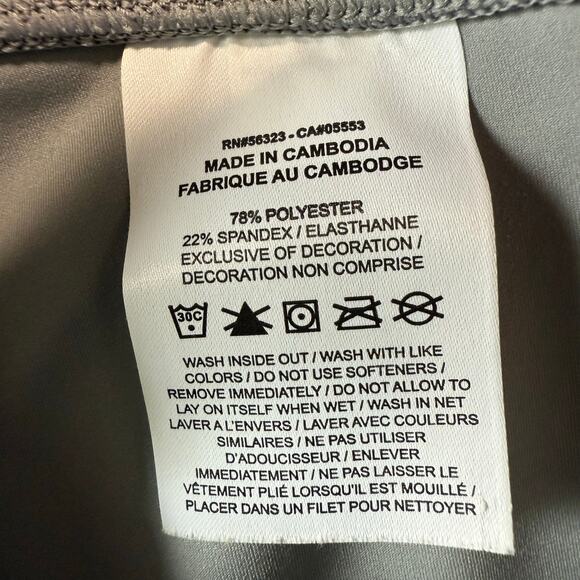 RN#56323 - CA#05553
MADE IN CAMBODIA
FABRIQUE AU CAMBODGE
78% POLYESTER
22% SPANDEX / ELASTHANNE
EXCLUSIVE OF DECORATION /
DECORATION NON COMPRISE
30C
WASH INSIDE OUT / WASH WITH LIKE
COLORS / DO NOT USE SOFTENERS /
REMOVE IMMEDIATELY / DO NOT ALLOW TO
LAY ON ITSELF WHEN WET / WASH IN NET
LAVER A L'ENVERS / LAVER AVEC COULEURS
SIMILAIRES / NE PAS UTILISER
D'ADOUCISSEUR / ENLEVER
IMMEDIATEMENT / NE PAS LAISSER LE
VÊTEMENT PLIÉ LORSQU'IL EST MOUILLÉ /
PLACER DANS UN FILET POUR NETTOYER